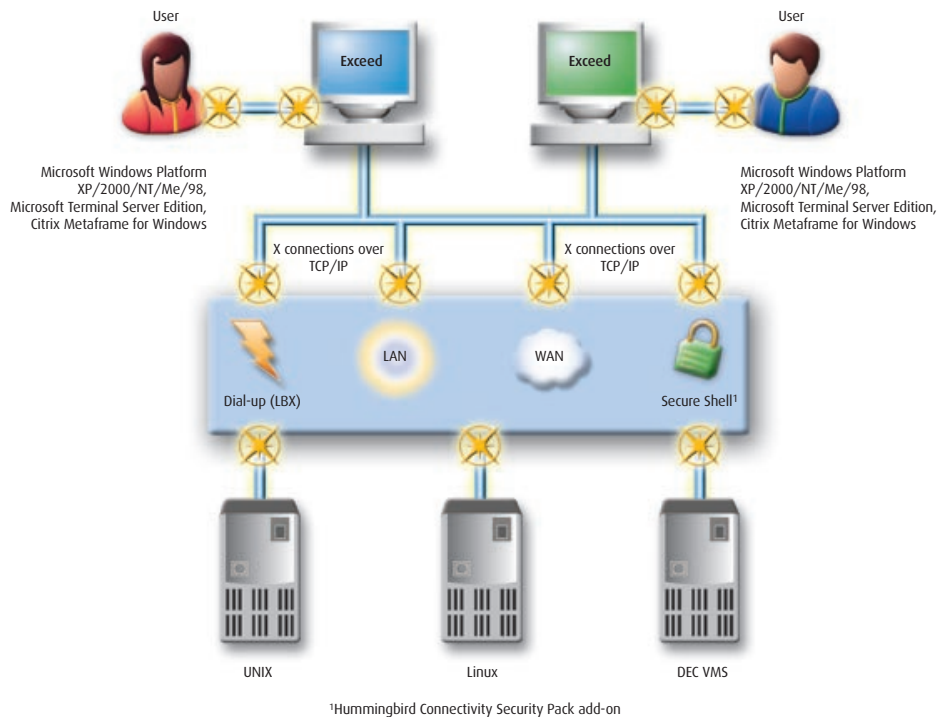 User
User
Exceed
Exceed
Microsoft Windows Platform
XP/2000/NT/Me/98,
Microsoft Terminal Server Edition,
Citrix Metaframe for Windows
Microsoft Windows Platform
XP/2000/NT/Me/98,
Microsoft Terminal Server Edition,
Citrix Metaframe for Windows
X connections over
TCP/IP
X connections over
TCP/IP
LAN
WAN
Dial-up (LBX)
Secure Shell¹
UNIX
Linux
DEC VMS
¹Hummingbird Connectivity Security Pack add-on